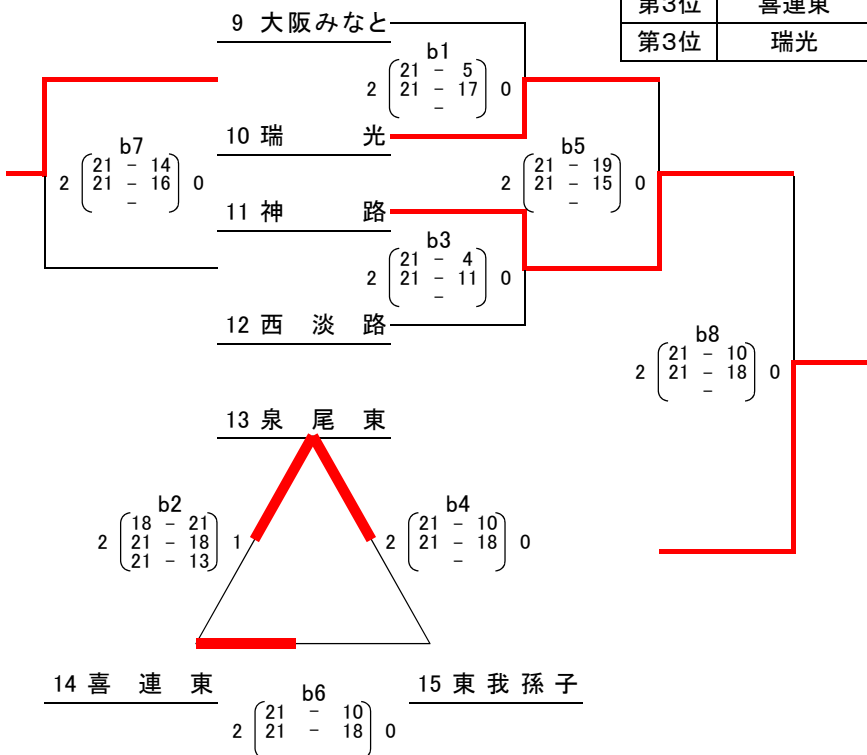 第3位 喜連東
第3位 瑞光
9 大阪みなと
b1
2 21 - 5 0
21 - 17
-
10 瑞 光
b7
2 21 - 14 0
21 - 16
-
b5
2 21 - 19 0
21 - 15
-
11 神 路
b3
2 21 - 4 0
21 - 11
-
12 西 淡 路
b8
2 21 - 10 0
21 - 18
-
13 泉 尾 東
b2
2 18 - 21 1
21 - 18
21 - 13
b4
2 21 - 10 0
21 - 18
-
14 喜 連 東
15 東 我 孫 子
b6
2 21 - 10 0
21 - 18